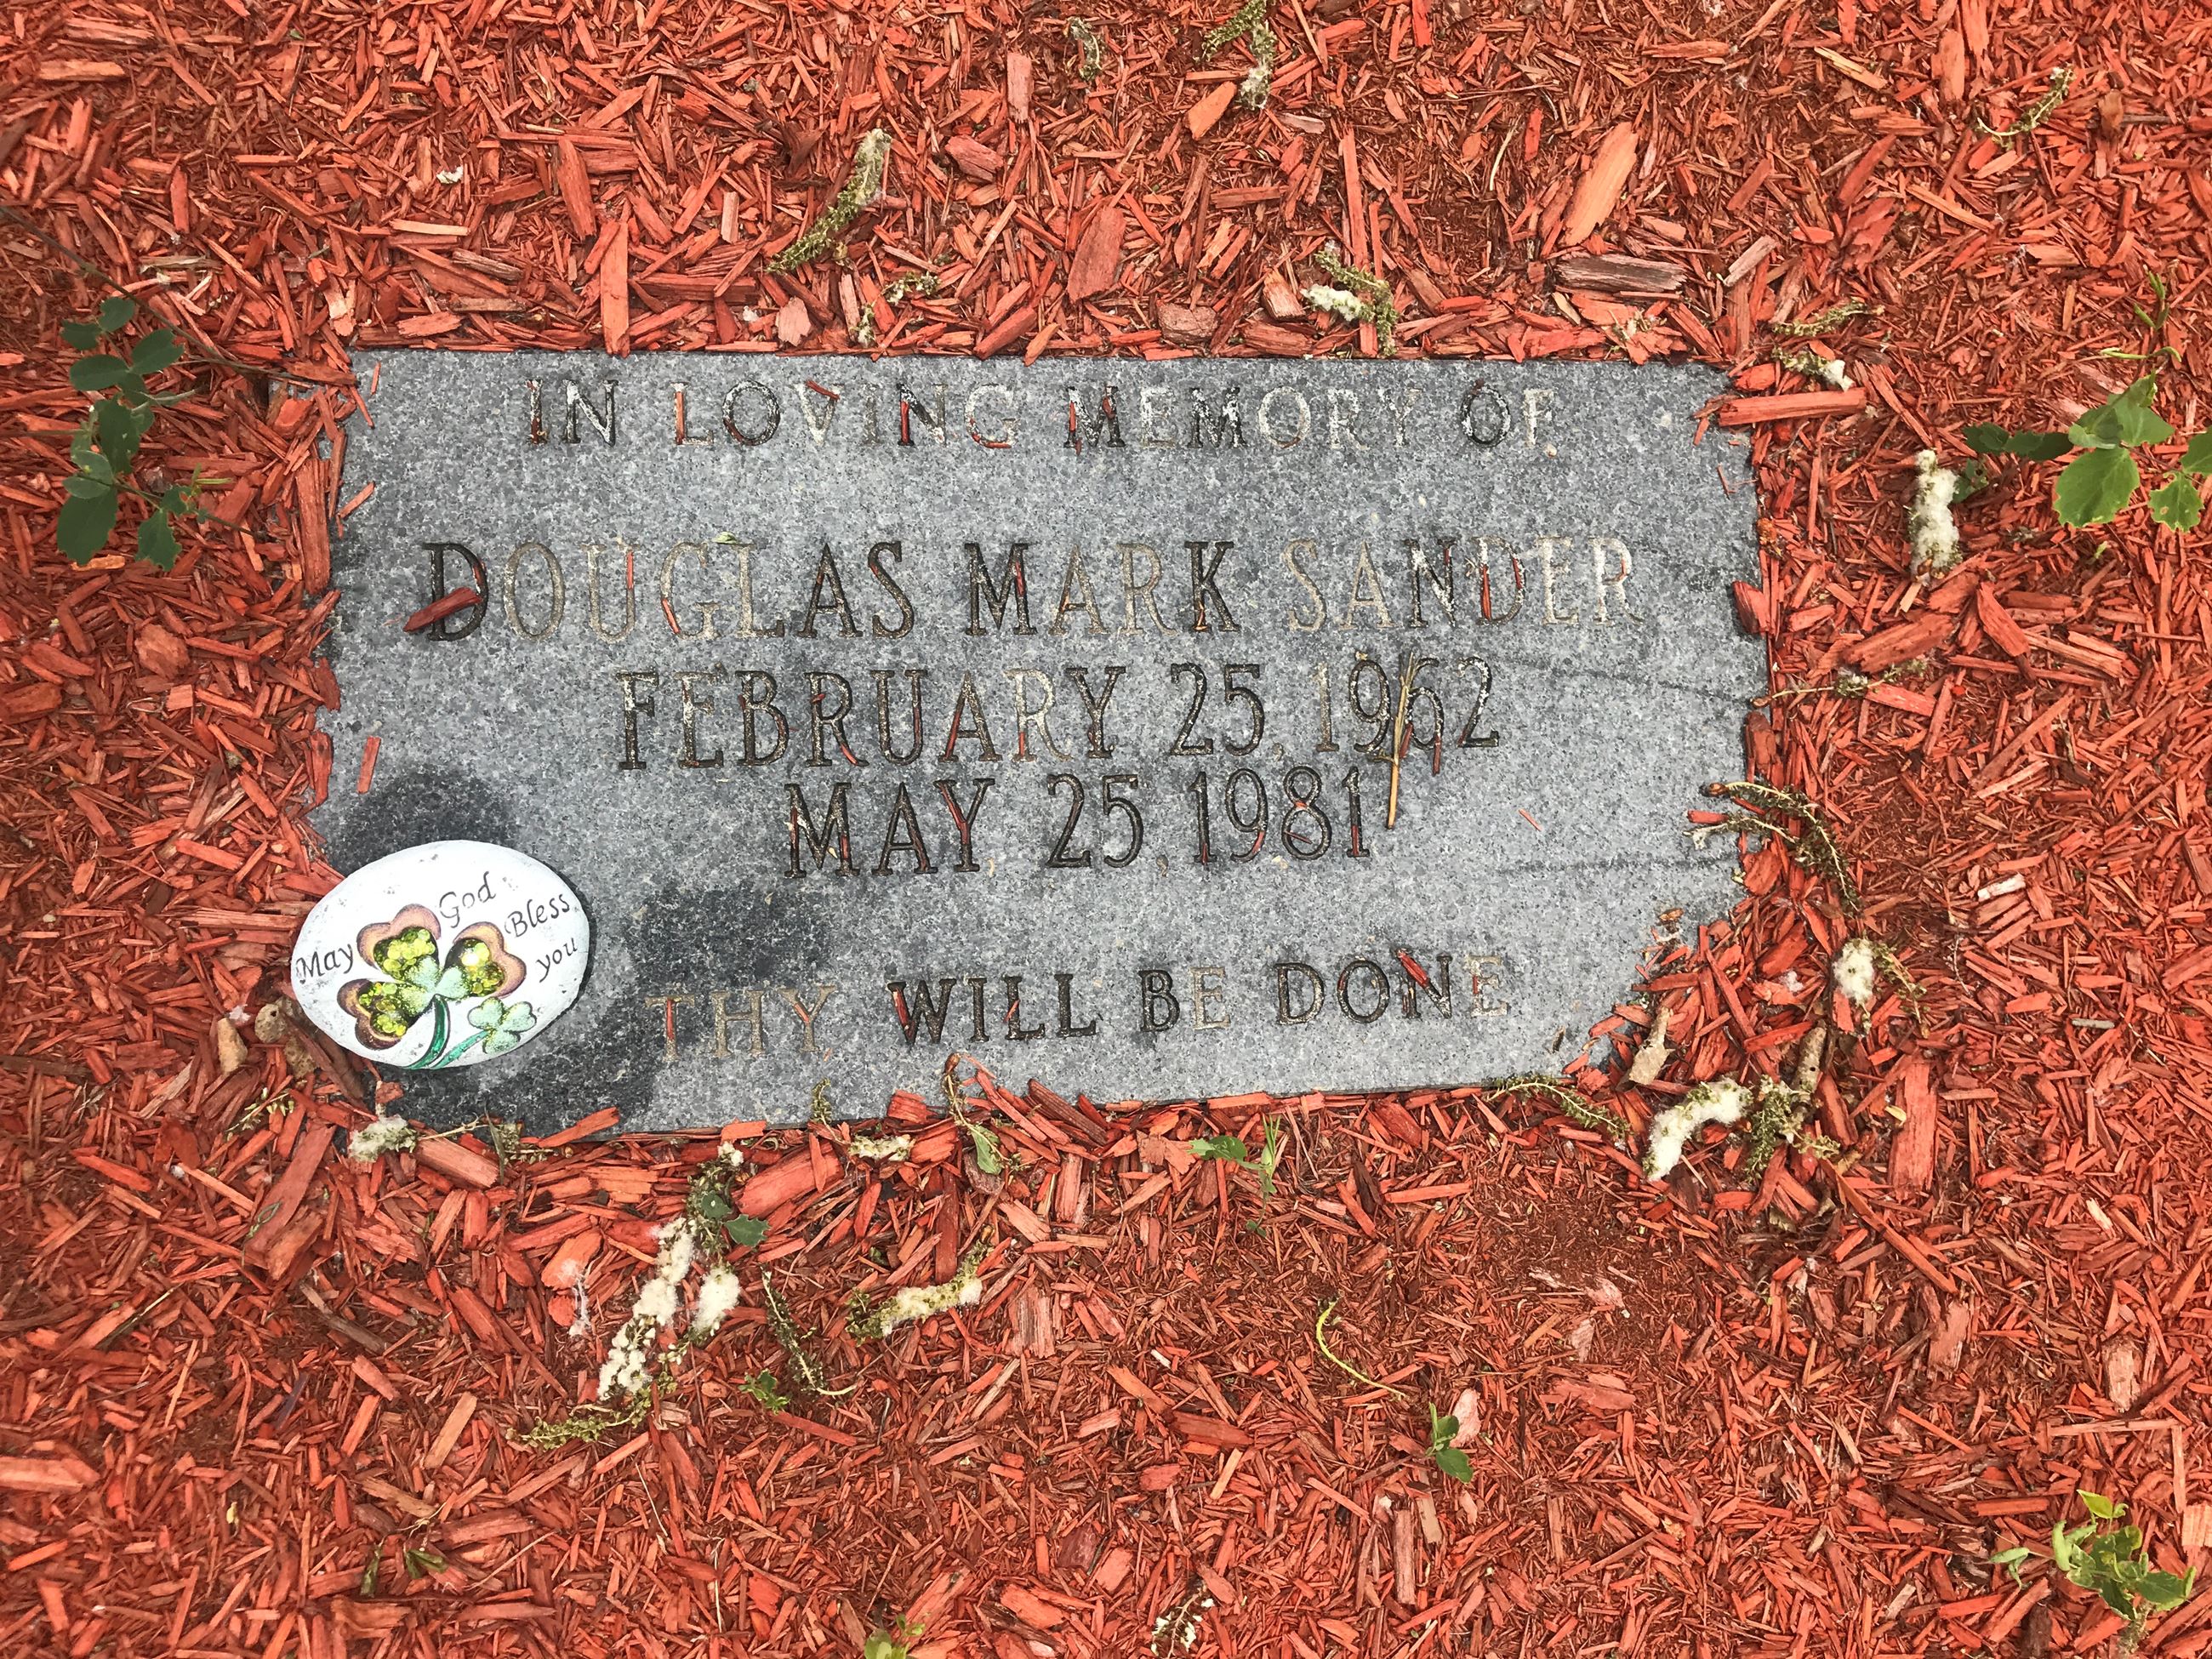 IN LOVING MEMORY OF
DOUGLAS MARK SANDER
FEBRUARY 25, 1962
MAY 25, 1981
THY WILL BE DONE
May God Bless you